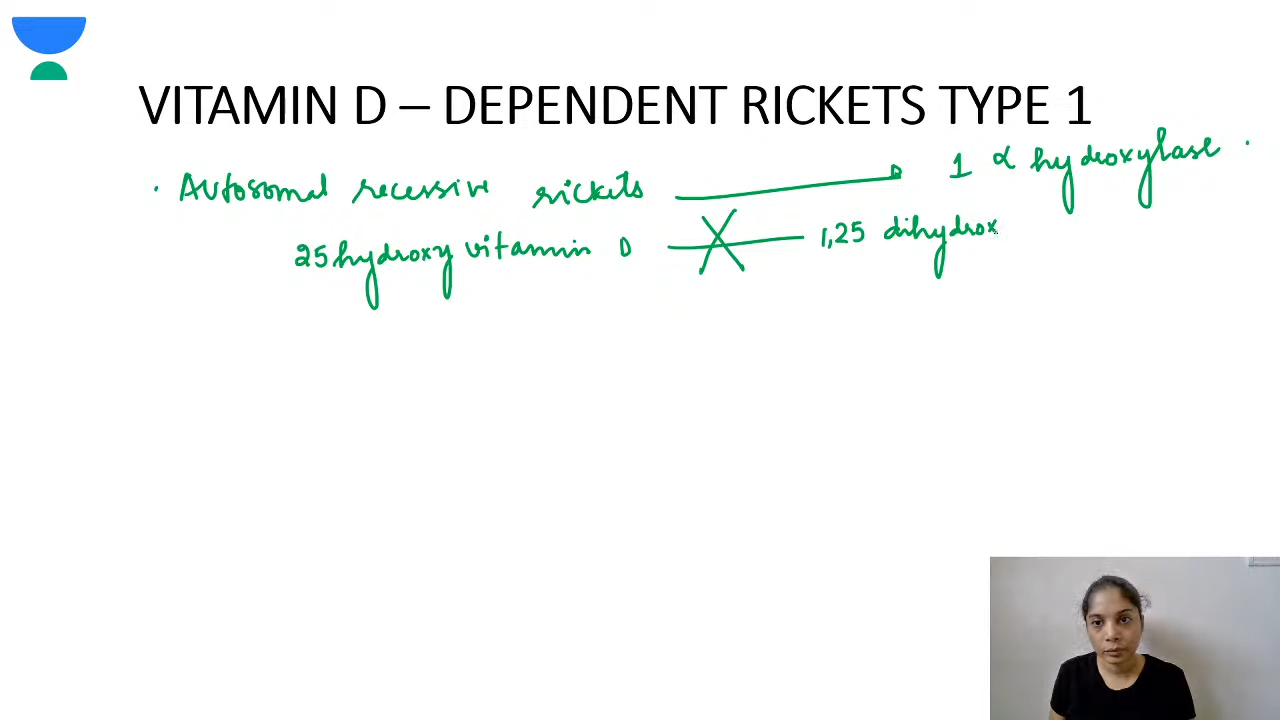 VITAMIN D – DEPENDENT RICKETS TYPE 1
· Autosomal recessive rickets → 1 α hydroxylase ·
25 hydroxy vitamin D 1,25 dihydrox